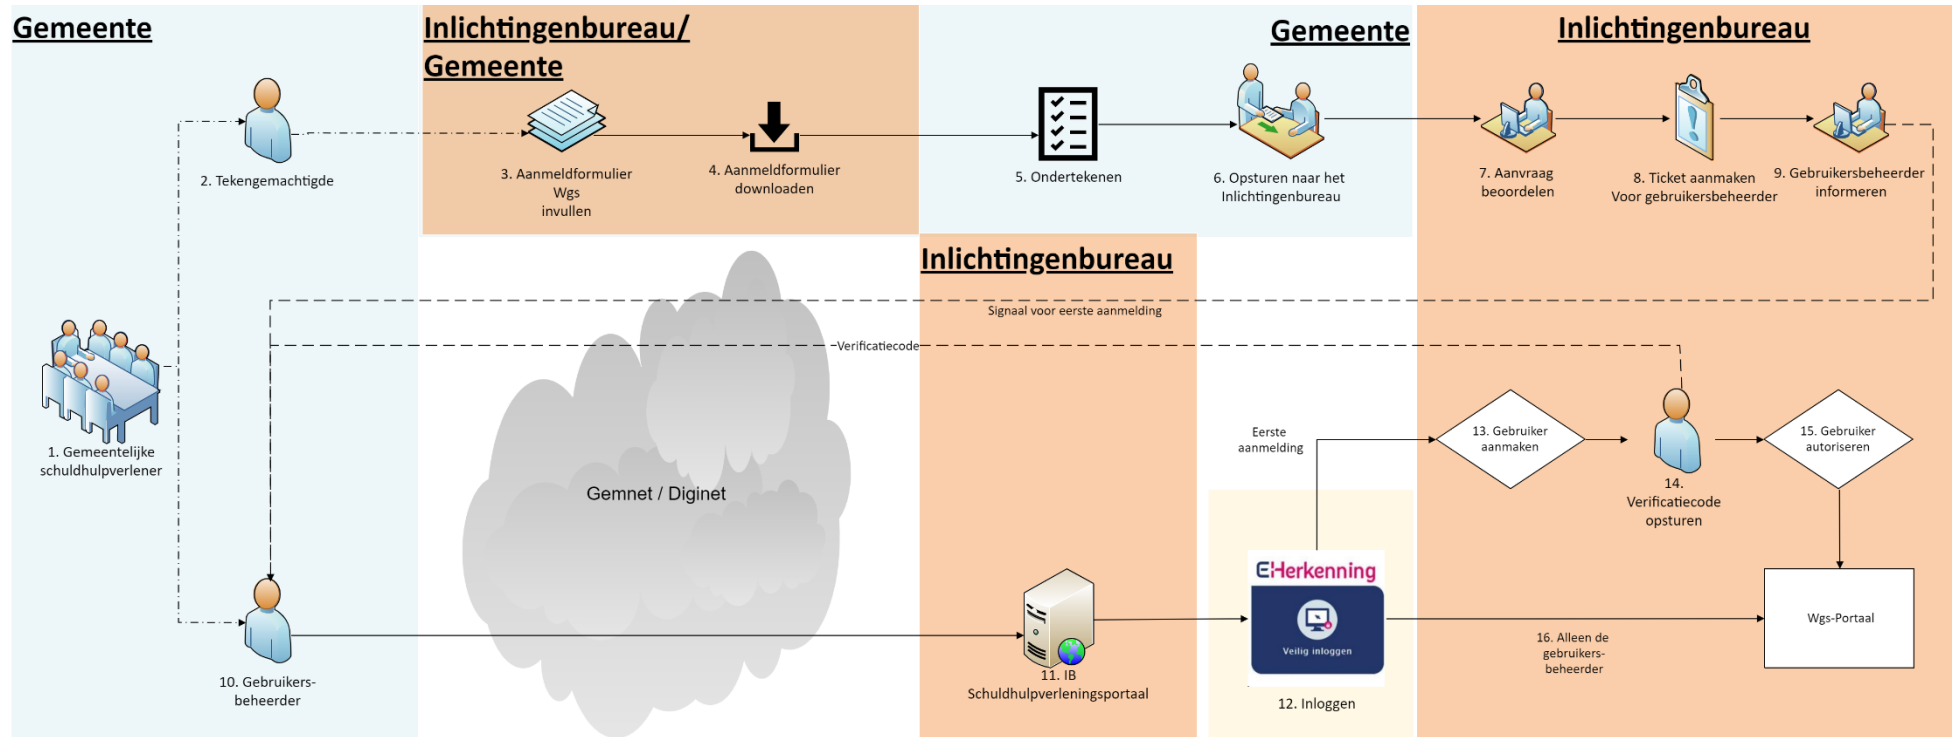 Gemeente
Inlichtingenbureau/
Gemeente
Gemeente
Inlichtingenbureau
2. Tekengemachtigde
3. Aanmeldformulier
Wgs
invullen
4. Aanmeldformulier
downloaden
5. Ondertekenen
6. Opsturen naar het
Inlichtingenbureau
7. Aanvraag
beoordelen
8. Ticket aanmaken
Voor gebruikersbeheerder
9. Gebruikersbeheerder
informeren
Inlichtingenbureau
Signaal voor eerste aanmelding
Verificatiecode
1. Gemeentelijke
schuldhulpverlener
Gemnet / Diginet
Eerste
aanmelding
13. Gebruiker
aanmaken
14.
Verificatiecode
opsturen
15. Gebruiker
autoriseren
10. Gebruikers-
beheerder
11. IB
Schuldhulpverleningsportaal
eHerkenning
Veilig inloggen
12. Inloggen
16. Alleen de
gebruikers-
beheerder
Wgs-Portaal